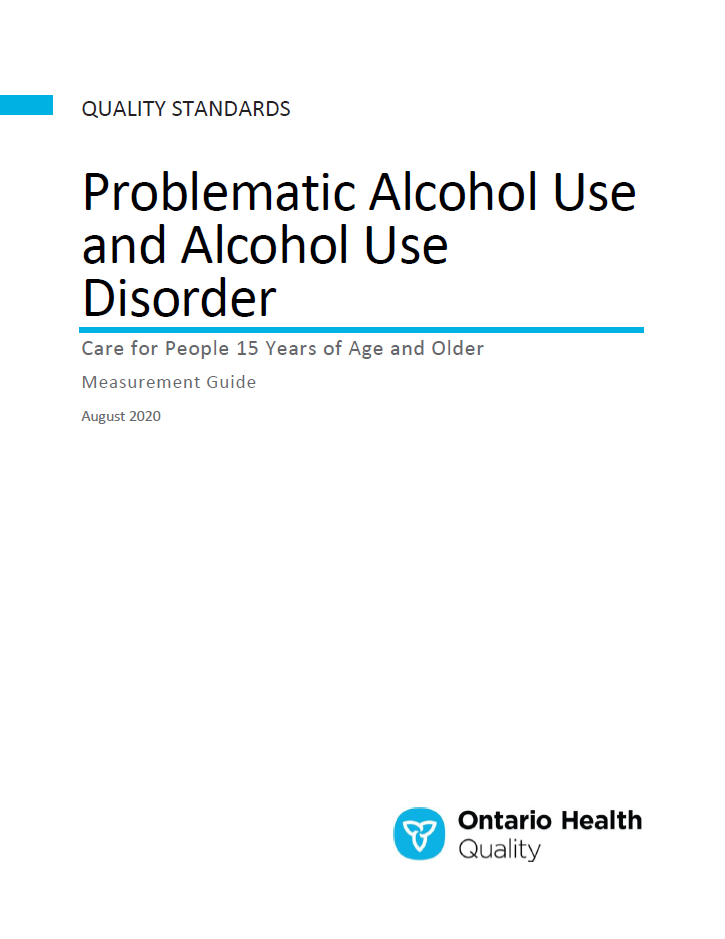 QUALITY STANDARDS
Problematic Alcohol Use
and Alcohol Use
Disorder
Care for People 15 Years of Age and Older
Measurement Guide
August 2020
Ontario Health
Quality